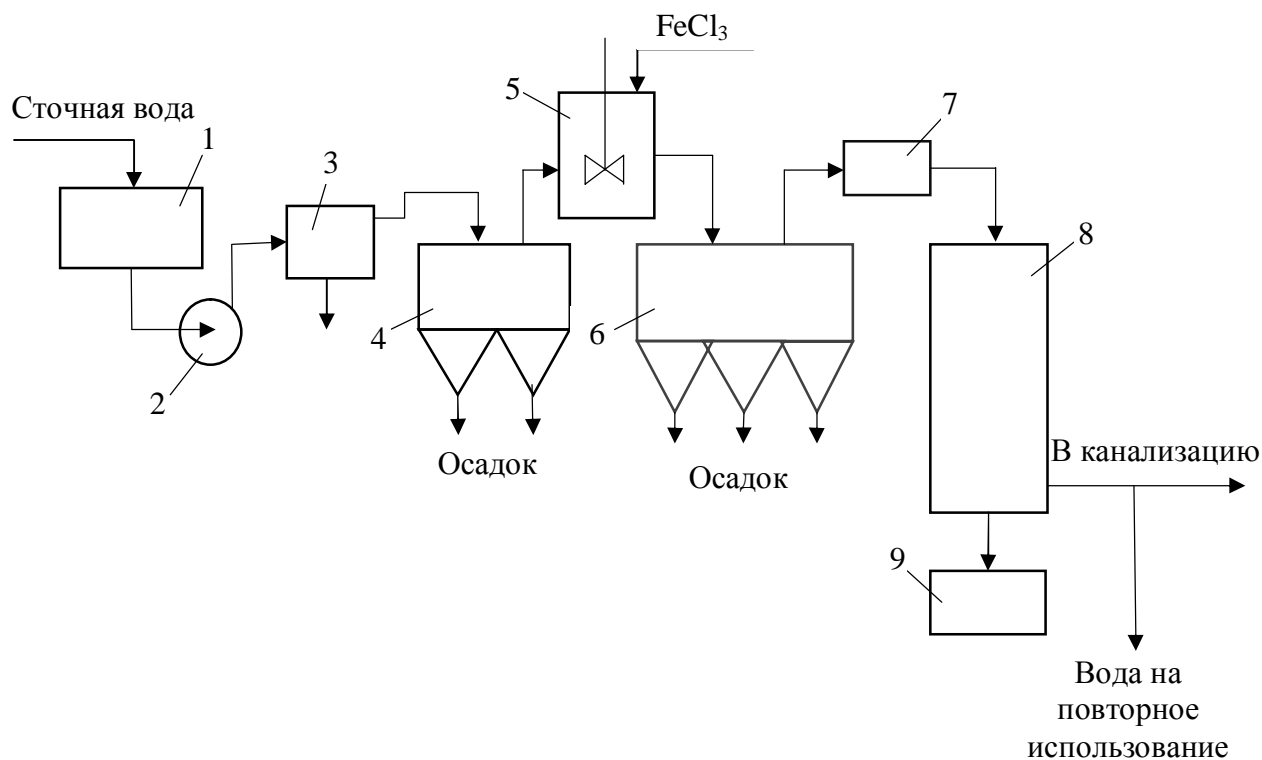 FeCl₃
Сточная вода
1
2
3
4
Осадок
5
6
Осадок
7
8
В канализацию
9
Вода на
повторное
использование